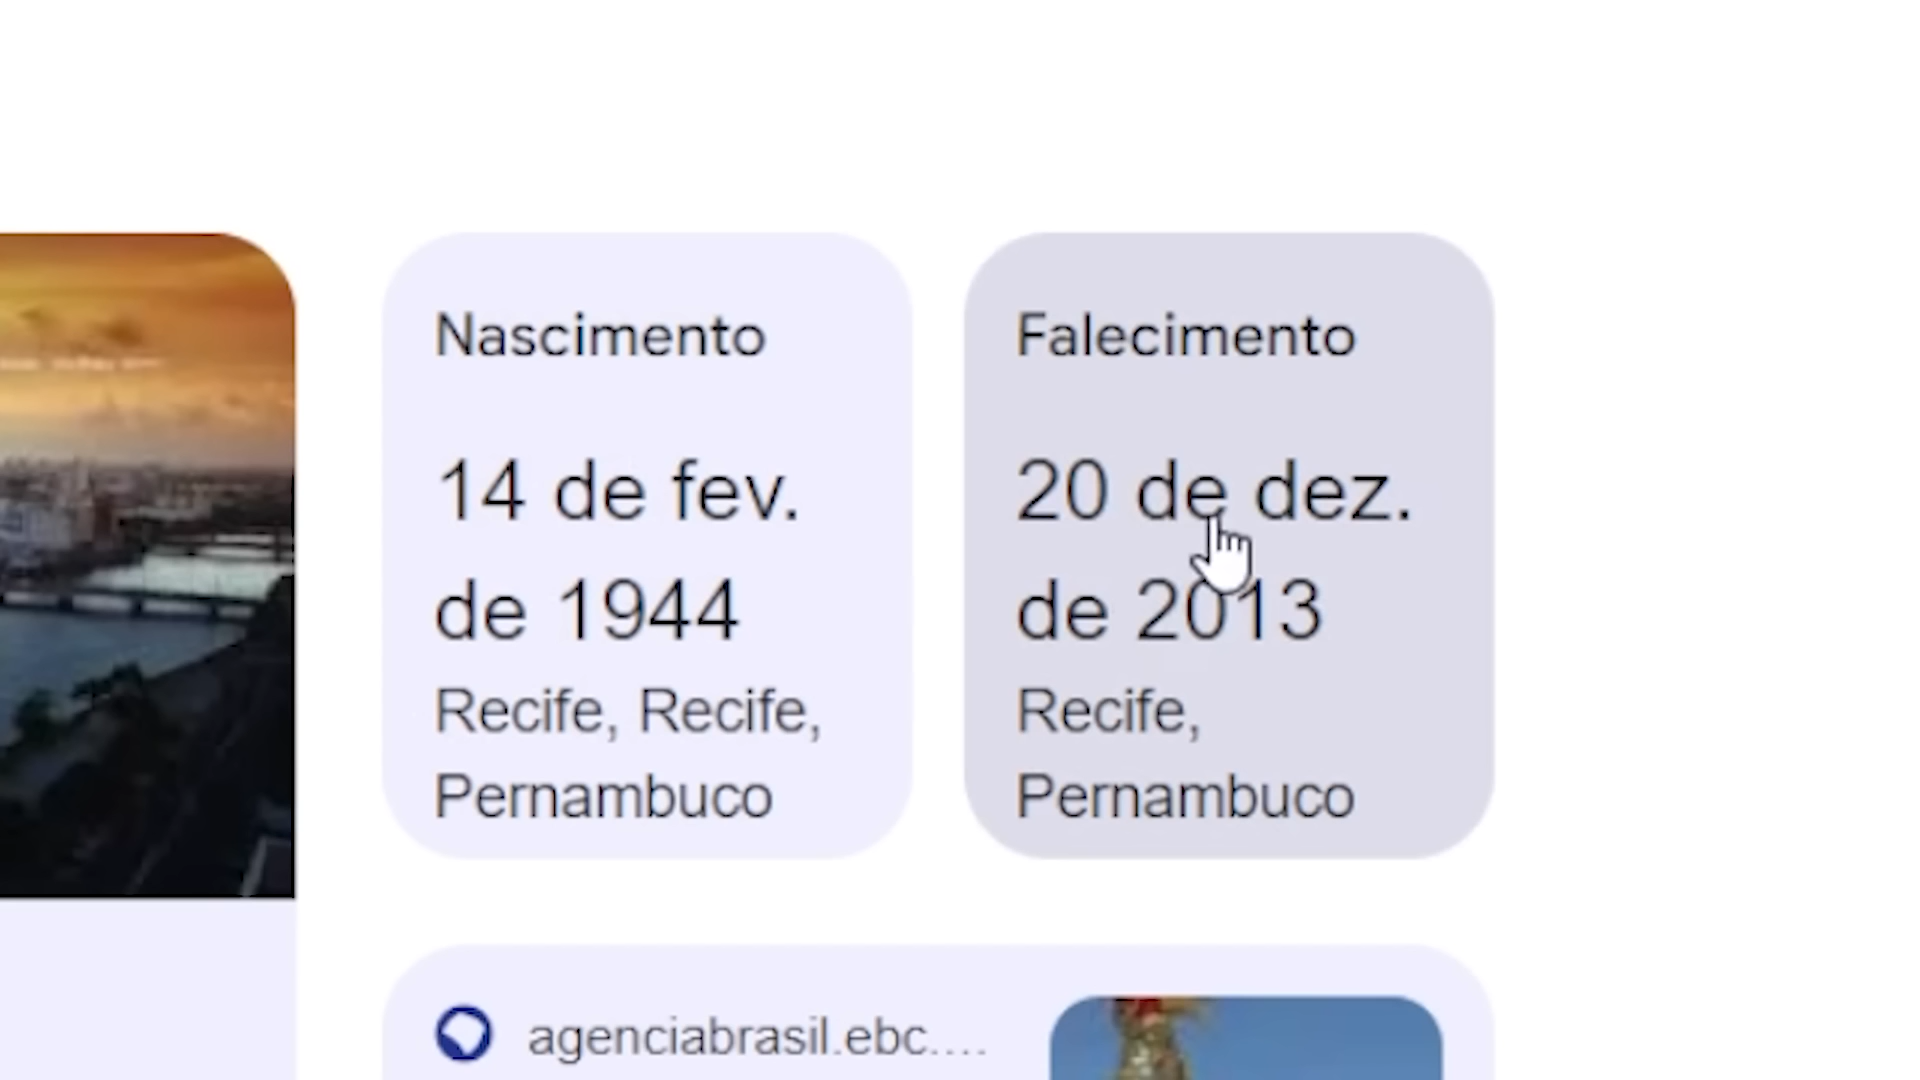 Nascimento
14 de fev.
de 1944
Recife, Recife,
Pernambuco
Falecimento
20 de dez.
de 2013
Recife,
Pernambuco
agenciabrasil.ebc....